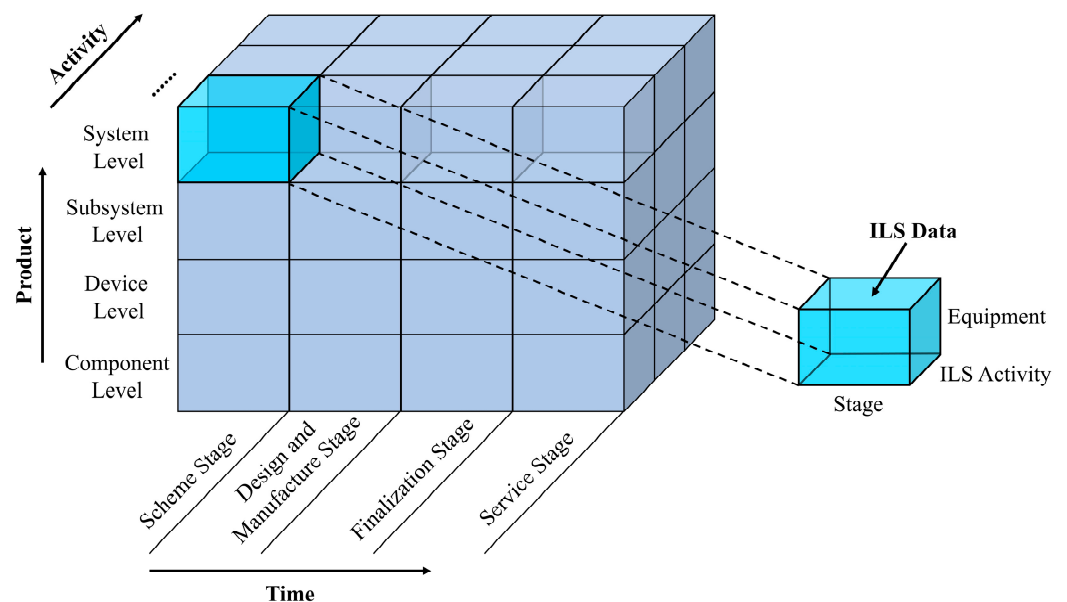 Activity
......
System
Level
Subsystem
Level
Product
Device
Level
Component
Level
Scheme Stage
Design and
Manufacture Stage
Finalization Stage
Service Stage
Time
ILS Data
Equipment
ILS Activity
Stage